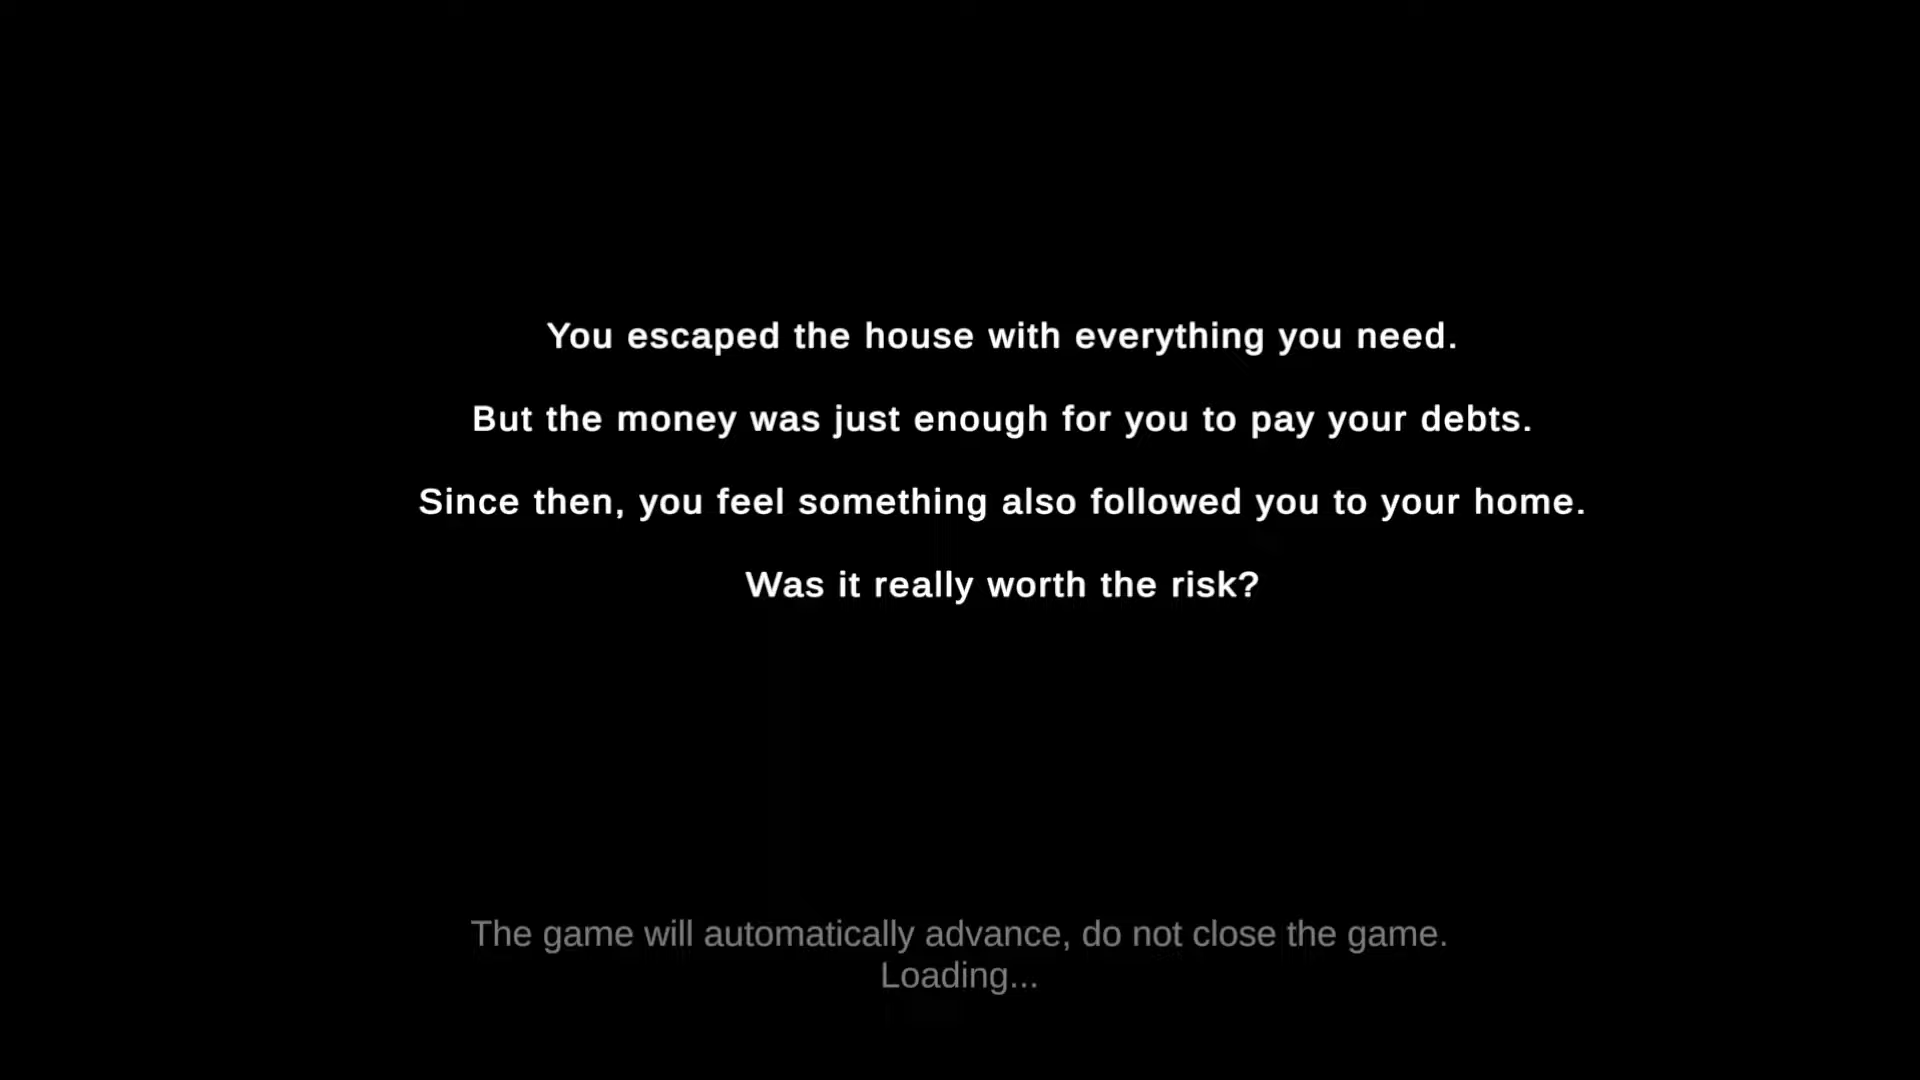 You escaped the house with everything you need.
But the money was just enough for you to pay your debts.
Since then, you feel something also followed you to your home.
Was it really worth the risk?
The game will automatically advance, do not close the game.
Loading...